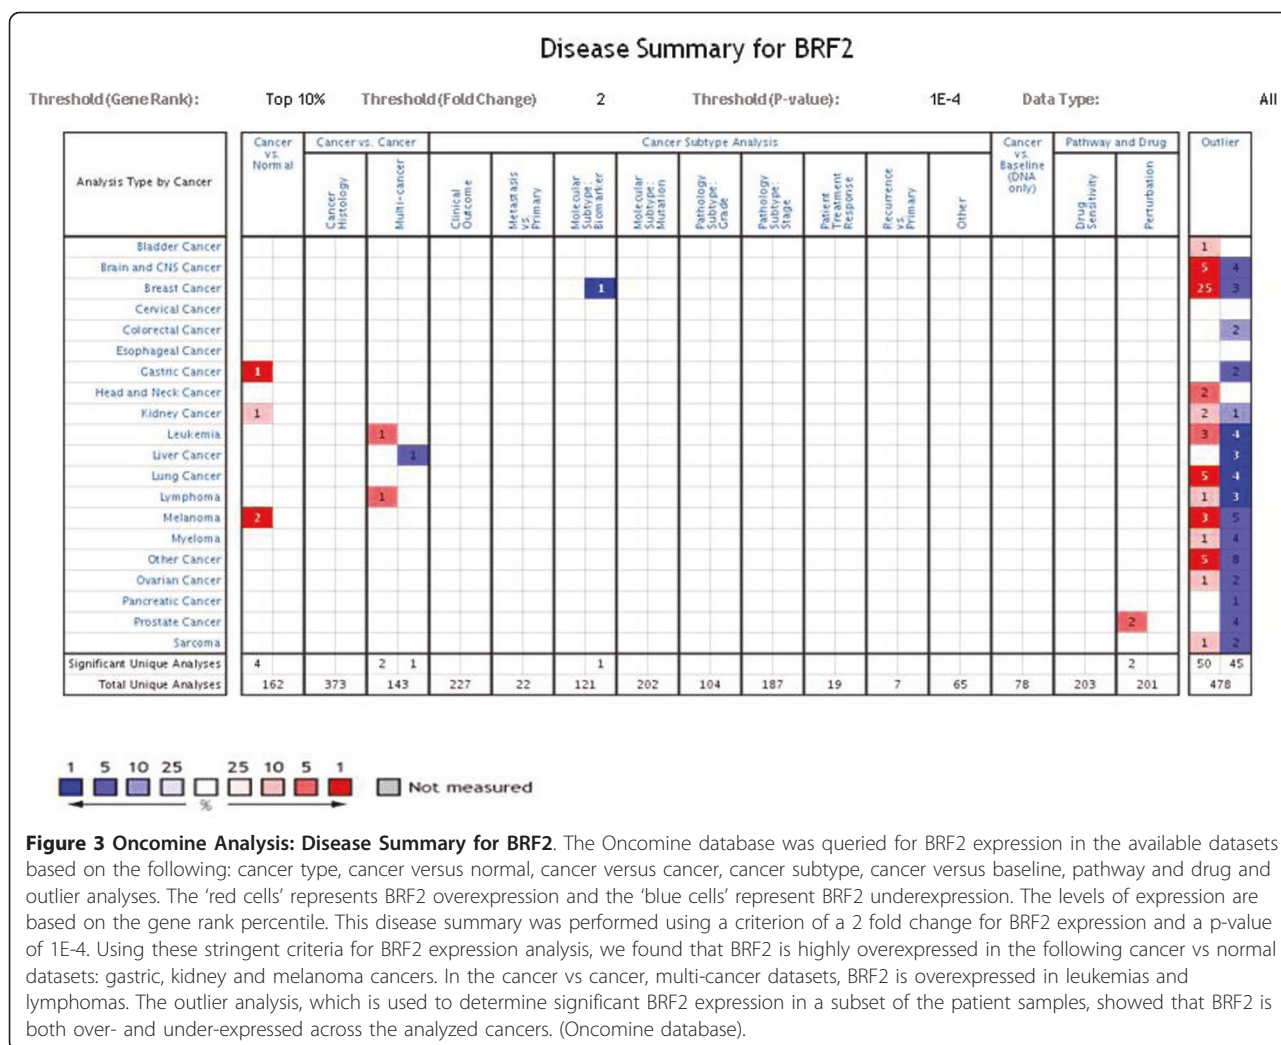 Disease Summary for BRF2
Threshold (Gene Rank): Top 10% Threshold (Fold Change) 2 Threshold (P-value): 1E-4 Data Type: All
Analysis Type by Cancer
Cancer vs. Normal
Cancer vs. Cancer
Cancer Subtype Analysis
Cancer vs. Baseline (DNA only)
Pathway and Drug
Outlier
Cancer Histology
Multi-cancer
Clinical Outcome
Metastasis vs. Primary
Molecular Subtype: Biomarker
Molecular Subtype: Mutation
Pathology Subtype: Grade
Pathology Subtype: Stage
Patient Treatment Response
Recurrence vs. Primary
Other
Drug Sensitivity
Perturbation
Bladder Cancer 1
Brain and CNS Cancer 5 4
Breast Cancer 1 25 3
Cervical Cancer
Colorectal Cancer 2
Esophageal Cancer
Gastric Cancer 1 2
Head and Neck Cancer 2
Kidney Cancer 1 2 1
Leukemia 1 3 4
Liver Cancer 1 3
Lung Cancer 5 4
Lymphoma 1 1 3
Melanoma 2 3 5
Myeloma 1 4
Other Cancer 5 8
Ovarian Cancer 1 2
Pancreatic Cancer 1
Prostate Cancer 2 4
Sarcoma 1 2
Significant Unique Analyses 4 2 1 1 2 50 45
Total Unique Analyses 162 373 143 227 22 121 202 104 187 19 7 65 78 203 201 478
1 5 10 25 25 10 5 1
%
Not measured
Figure 3 Oncomine Analysis: Disease Summary for BRF2. The Oncomine database was queried for BRF2 expression in the available datasets
based on the following: cancer type, cancer versus normal, cancer versus cancer, cancer subtype, cancer versus baseline, pathway and drug and
outlier analyses. The 'red cells' represents BRF2 overexpression and the 'blue cells' represent BRF2 underexpression. The levels of expression are
based on the gene rank percentile. This disease summary was performed using a criterion of a 2 fold change for BRF2 expression and a p-value
of 1E-4. Using these stringent criteria for BRF2 expression analysis, we found that BRF2 is highly overexpressed in the following cancer vs normal
datasets: gastric, kidney and melanoma cancers. In the cancer vs cancer, multi-cancer datasets, BRF2 is overexpressed in leukemias and
lymphomas. The outlier analysis, which is used to determine significant BRF2 expression in a subset of the patient samples, showed that BRF2 is
both over- and under-expressed across the analyzed cancers. (Oncomine database).